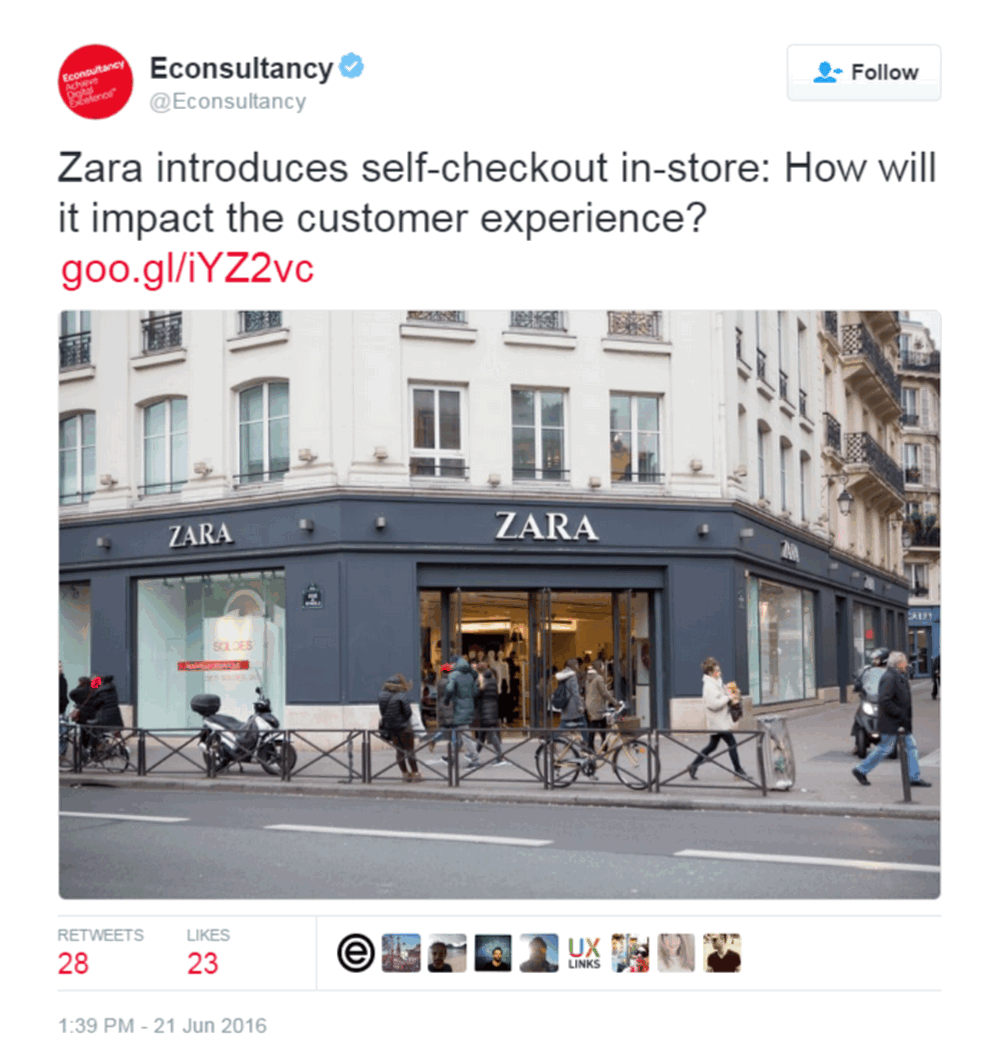 Econsultancy
Achieve
Digital
Excellence
Econsultancy
@Econsultancy
Follow
Zara introduces self-checkout in-store: How will
it impact the customer experience?
goo.gl/iYZ2vc
ZARA
ZARA
ZARA
SOLDES
RETWEETS
28
LIKES
23
e
UX
LINKS
1:39 PM - 21 Jun 2016